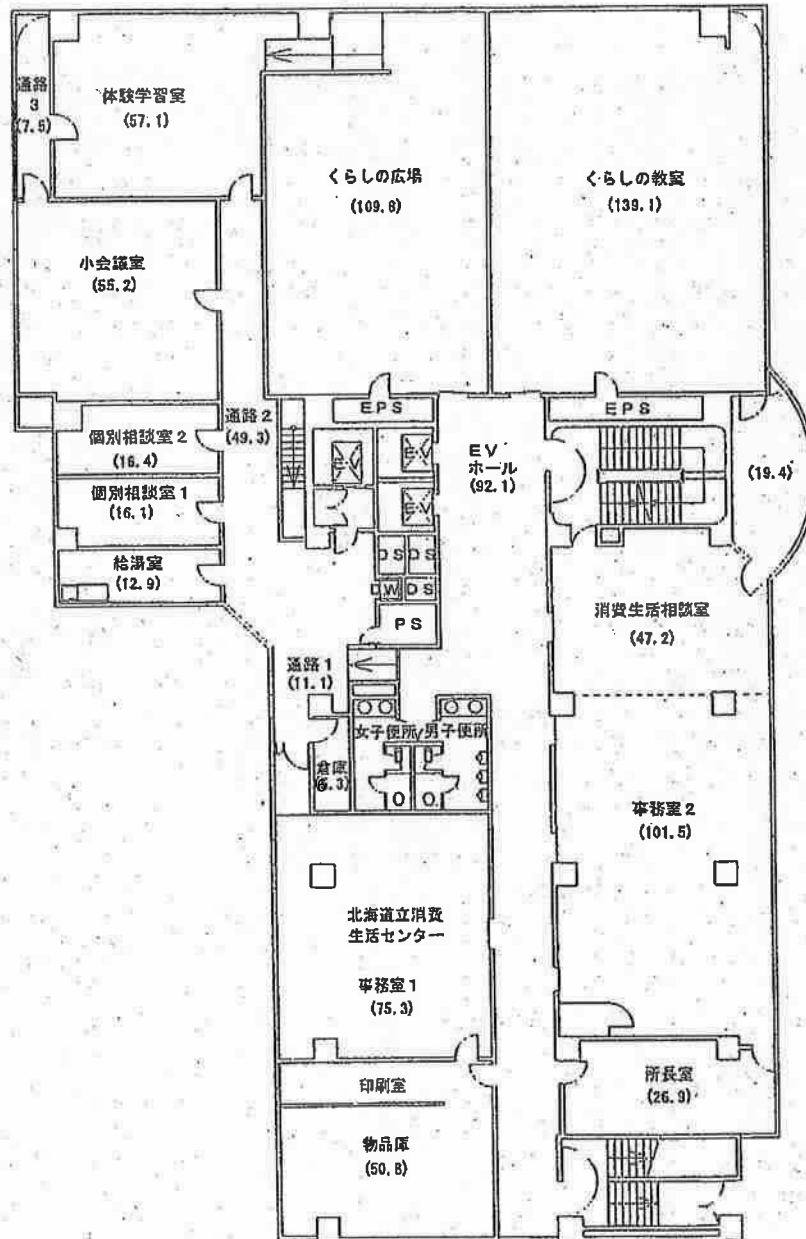 通路
3
(7.5)
体験学習室
(57.1)
くらしの広場
(109.8)
くらしの教室
(139.1)
小会議室
(55.2)
通路2
(49.3)
EPS
EPS
個別相談室2
(16.4)
EV
EV
EV
ホール
(92.1)
(19.4)
個別相談室1
(16.1)
EV
給湯室
(12.9)
DS
DS
DW
DS
PS
消費生活相談室
(47.2)
通路1
(11.1)
女子便所
男子便所
倉庫
(6.3)
事務室2
(101.5)
北海道立消費
生活センター
事務室1
(75.3)
印刷室
所長室
(26.9)
物品庫
(50.8)